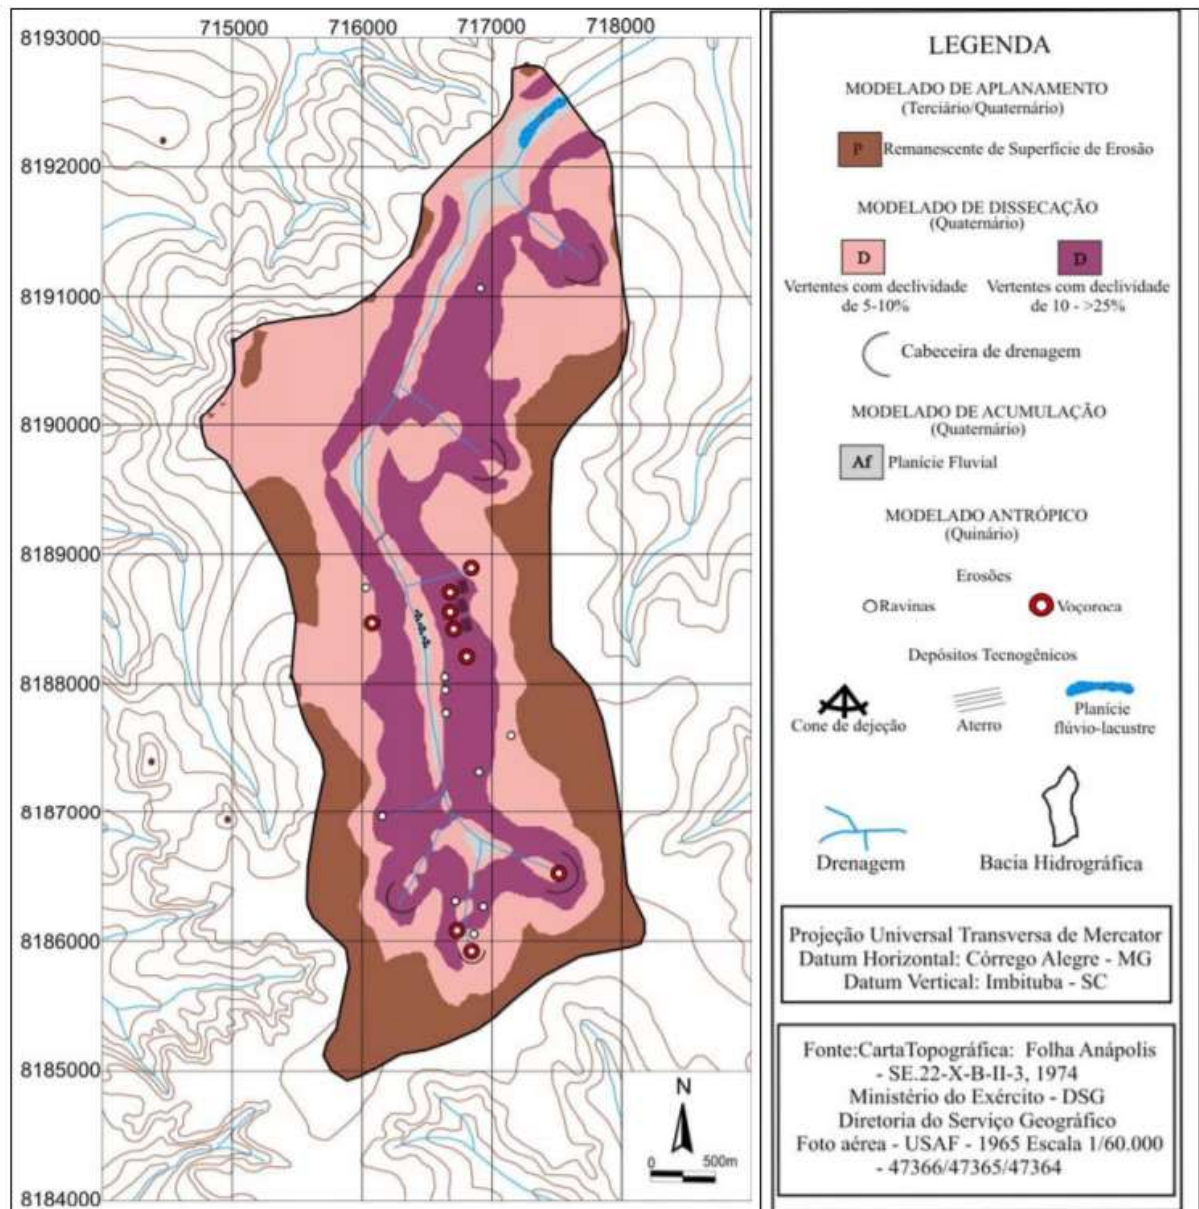 715000 716000 717000 718000
8193000
8192000
8191000
8190000
8189000
8188000
8187000
8186000
8185000
8184000
N
0 500m
LEGENDA
MODELADO DE APLANAMENTO
(Terciário/Quaternário)
P Remanescente de Superfície de Erosão
MODELADO DE DISSECAÇÃO
(Quaternário)
D D
Vertentes com declividade Vertentes com declividade
de 5-10% de 10 - >25%
Cabeceira de drenagem
MODELADO DE ACUMULAÇÃO
(Quaternário)
Af Planície Fluvial
MODELADO ANTRÓPICO
(Quinário)
Erosões
Ravinas Voçoroca
Depósitos Tecnogênicos
Cone de dejeção Aterro Planície
flúvio-lacustre
Drenagem Bacia Hidrográfica
Projeção Universal Transversa de Mercator
Datum Horizontal: Córrego Alegre - MG
Datum Vertical: Imbituba - SC
Fonte:CartaTopográfica: Folha Anápolis
- SE.22-X-B-II-3, 1974
Ministério do Exército - DSG
Diretoria do Serviço Geográfico
Foto aérea - USAF - 1965 Escala 1/60.000
- 47366/47365/47364